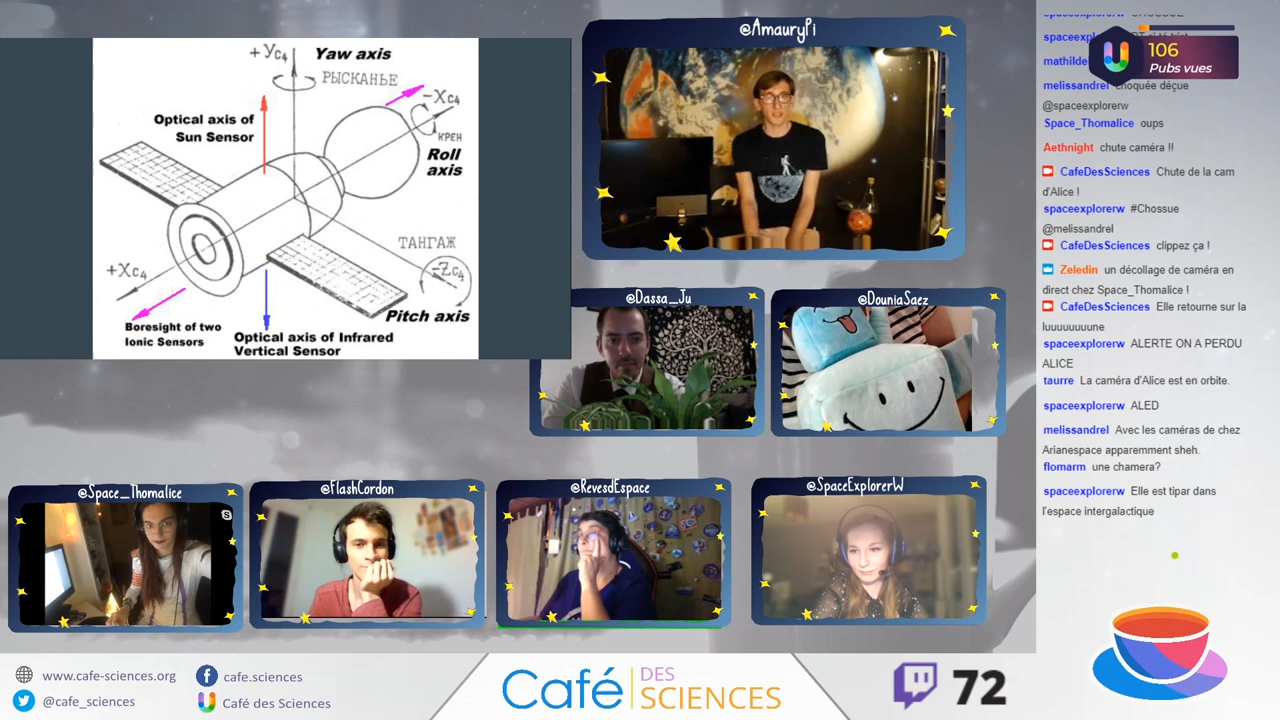 +Yc4
Yaw axis
РЫСКАНЬЕ
-Xc4
КРЕН
Roll
axis
Optical axis of
Sun Sensor
ТАНГАЖ
-Zc4
+Xc4
Pitch axis
Boresight of two
Ionic Sensors
Optical axis of Infrared
Vertical Sensor
@AmauryPi
@Dassa_Ju
@DouniaSaez
@Space_Thomalice
@FlashCordon
@RevesdEspace
@SpaceExplorerW
106
Pubs vues
melissandrel choquée déçue
@spaceexplorerw
Space_Thomalice oups
Aethnight chute caméra !!
CafeDesSciences Chute de la cam
d'Alice !
spaceexplorerw #Chossue
@melissandrel
CafeDesSciences clippez ça !
Zeledin un décollage de caméra en
direct chez Space_Thomalice !
CafeDesSciences Elle retourne sur la
luuuuuuuune
spaceexplorerw ALERTE ON A PERDU
ALICE
taurre La caméra d'Alice est en orbite.
spaceexplorerw ALED
melissandrel Avec les caméras de chez
Arianespace apparemment sheh.
flomarm une chamera?
spaceexplorerw Elle est tipar dans
l'espace intergalactique
www.cafe-sciences.org
cafe.sciences
@cafe_sciences
Café des Sciences
Café DES
SCIENCES
72